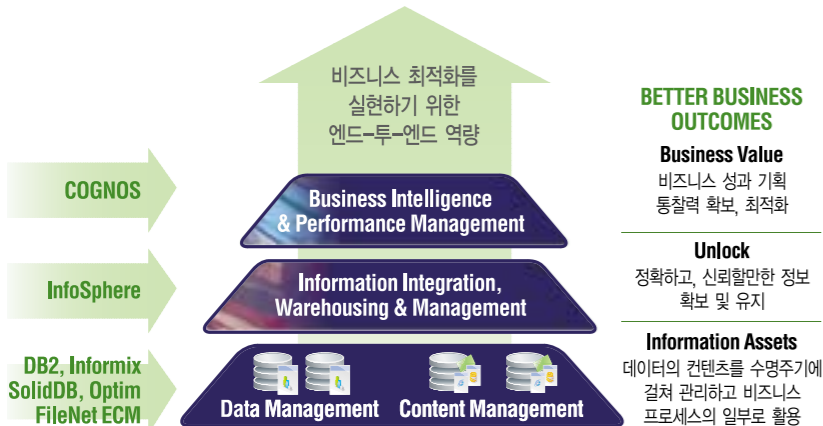 비즈니스 최적화를
실현하기 위한
엔드-투-엔드 역량
COGNOS
InfoSphere
DB2, Informix
SolidDB, Optim
FileNet ECM
Business Intelligence
& Performance Management
Information Integration,
Warehousing & Management
Data Management
Content Management
BETTER BUSINESS
OUTCOMES
Business Value
비즈니스 성과 기획
통찰력 확보, 최적화
Unlock
정확하고, 신뢰할만한 정보
확보 및 유지
Information Assets
데이터의 컨텐츠를 수명주기에
걸쳐 관리하고 비즈니스
프로세스의 일부로 활용